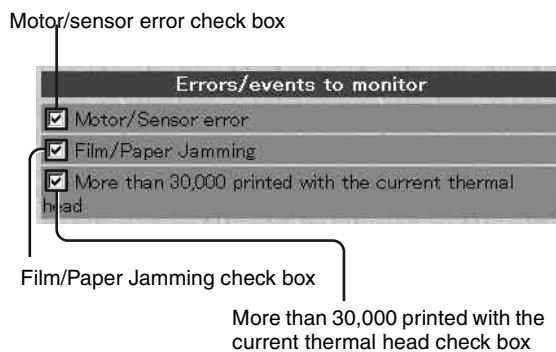 Motor/sensor error check box
Errors/events to monitor
Motor/Sensor error
Film/Paper Jamming
More than 30,000 printed with the current thermal
head
Film/Paper Jamming check box
More than 30,000 printed with the
current thermal head check box